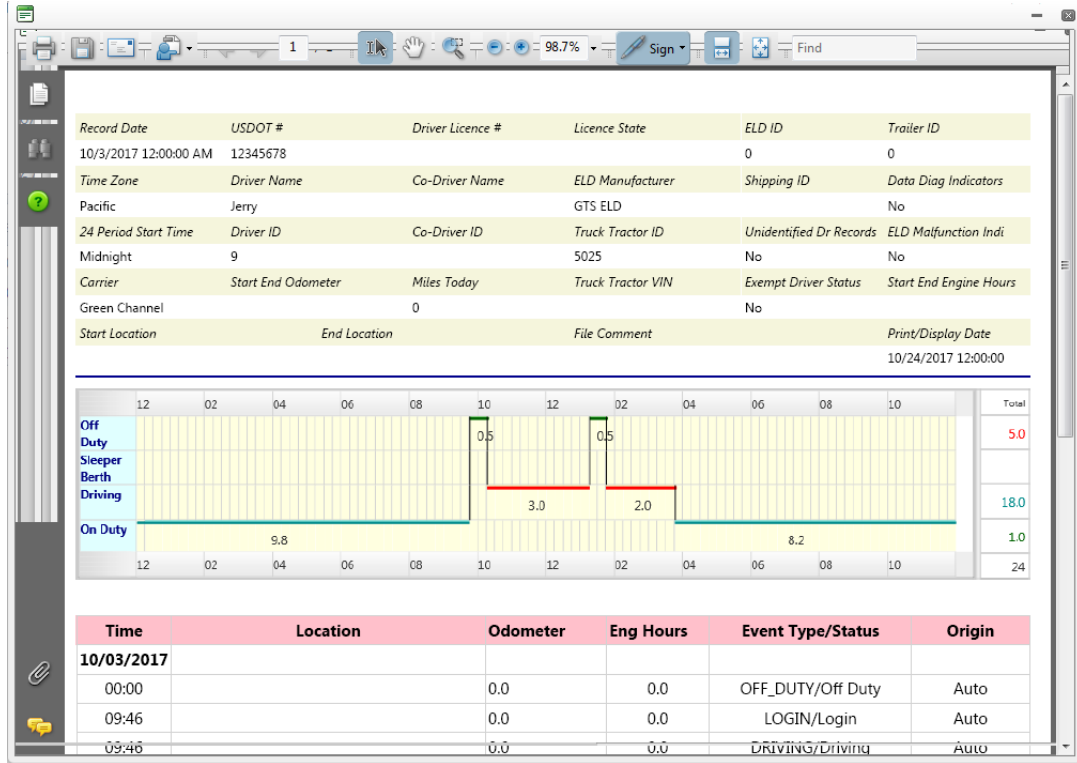 1
98.7%
Sign
Find
Record Date USDOT # Driver Licence # Licence State ELD ID Trailer ID
10/3/2017 12:00:00 AM 12345678 0 0
Time Zone Driver Name Co-Driver Name ELD Manufacturer Shipping ID Data Diag Indicators
Pacific Jerry GTS ELD No
24 Period Start Time Driver ID Co-Driver ID Truck Tractor ID Unidentified Dr Records ELD Malfunction Indi
Midnight 9 5025 No No
Carrier Start End Odometer Miles Today Truck Tractor VIN Exempt Driver Status Start End Engine Hours
Green Channel 0 No
Start Location End Location File Comment Print/Display Date
10/24/2017 12:00:00
12 02 04 06 08 10 12 02 04 06 08 10 Total
Off Duty 0.5 0.5 5.0
Sleeper Berth
Driving 3.0 2.0 18.0
On Duty 9.8 8.2 1.0
12 02 04 06 08 10 12 02 04 06 08 10 24
Time Location Odometer Eng Hours Event Type/Status Origin
10/03/2017
00:00 0.0 0.0 OFF_DUTY/Off Duty Auto
09:46 0.0 0.0 LOGIN/Login Auto
09:46 0.0 0.0 DRIVING/Driving Auto